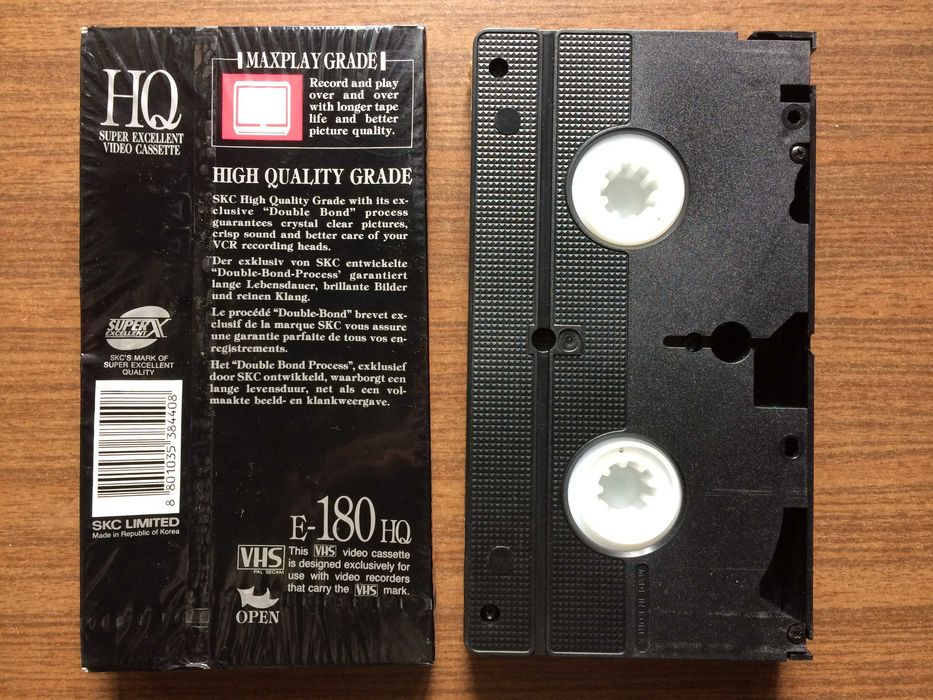 HQ
SUPER EXCELLENT
VIDEO CASSETTE
MAXPLAY GRADE
Record and play
over and over
with longer tape
life and better
picture quality.
HIGH QUALITY GRADE
SKC High Quality Grade with its ex-
clusive “Double Bond” process
guarantees crystal clear pictures,
crisp sound and better care of your
VCR recording heads.
Der exklusiv von SKC entwickelte
“Double-Bond-Process’ garantiert
lange Lebensdauer, brillante Bilder
und reinen Klang.
Le procédé “Double-Bond” brevet ex-
clusif de la marque SKC vous assure
une garantie parfaite de tous vos en-
registrements.
Het “Double Bond Process”, exklusief
door SKC ontwikkeld, waarborgt een
lange levensduur, net als een vol-
maakte beeld- en klankweergave.
SUPER X
EXCELLENT
SKC'S MARK OF
SUPER EXCELLENT
QUALITY
8 801035 384408
SKC LIMITED
Made in Republic of Korea
E-180 HQ
VHS
PAL SECAM
This VHS video cassette
is designed exclusively for
use with video recorders
that carry the VHS mark.
OPEN